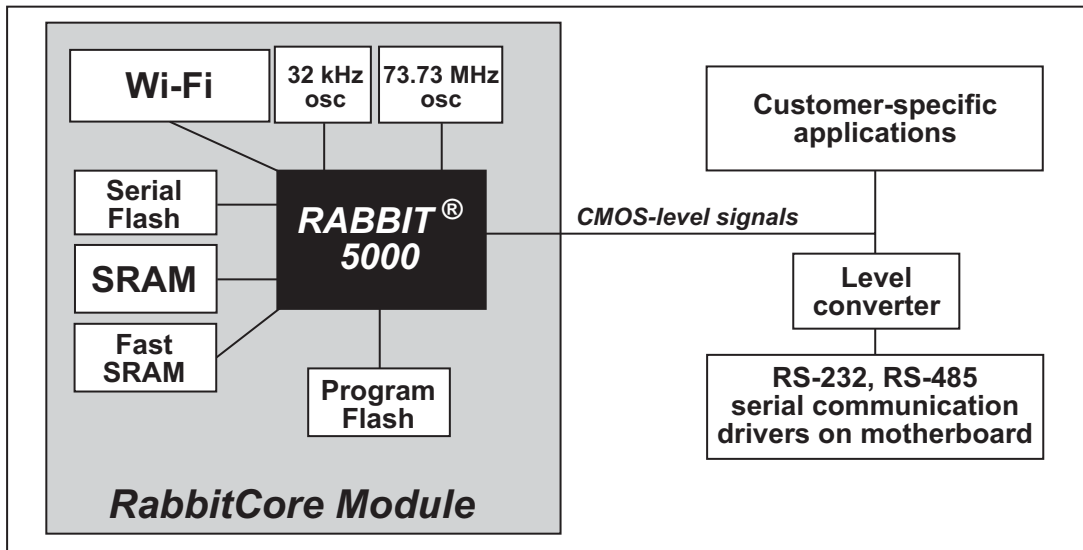 Wi-Fi
32 kHz
osc
73.73 MHz
osc
Serial
Flash
SRAM
Fast
SRAM
RABBIT ®
5000
Program
Flash
RabbitCore Module
CMOS-level signals
Customer-specific
applications
Level
converter
RS-232, RS-485
serial communication
drivers on motherboard